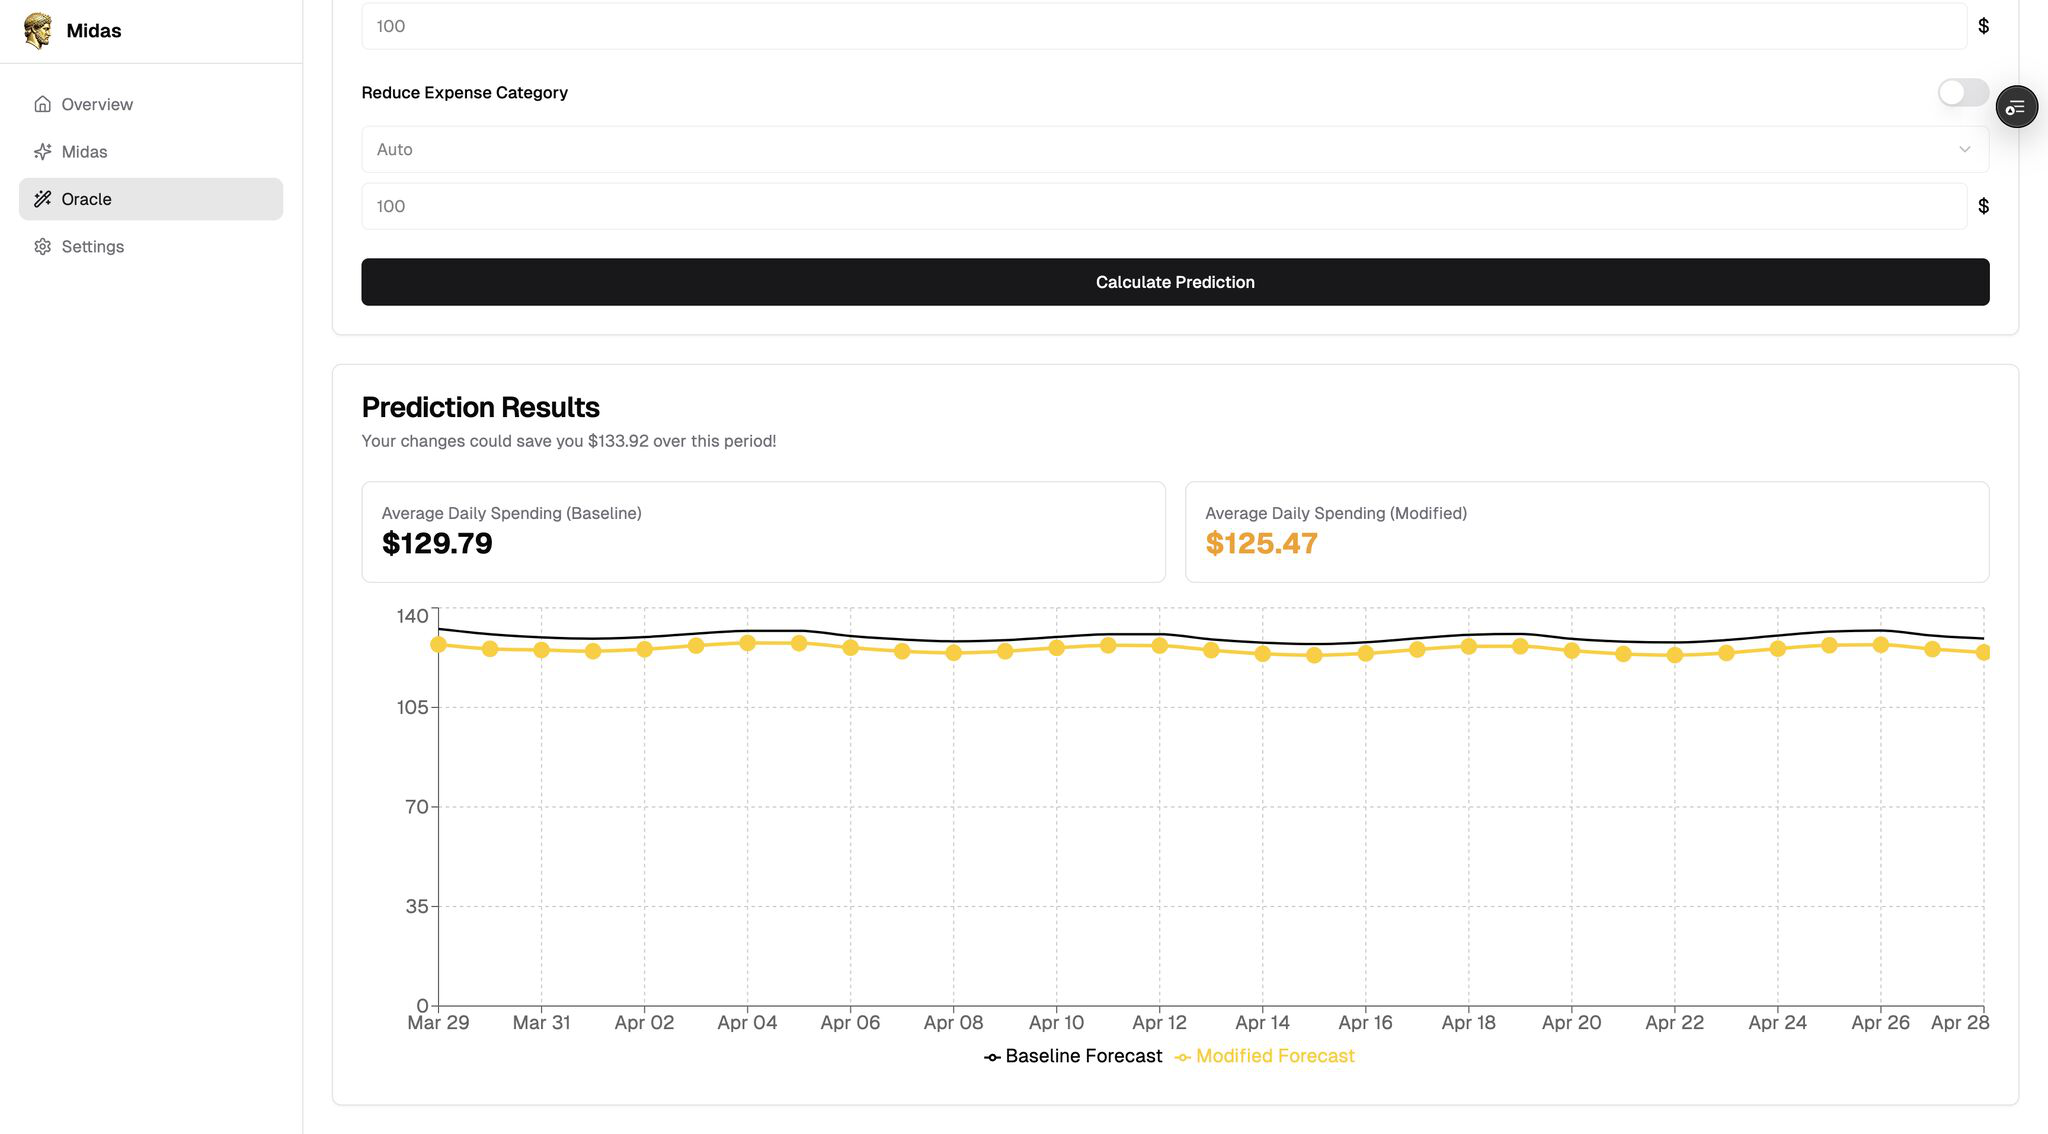 Midas
Overview
Midas
Oracle
Settings
100
$
Reduce Expense Category
Auto
100
$
Calculate Prediction
Prediction Results
Your changes could save you $133.92 over this period!
Average Daily Spending (Baseline)
$129.79
Average Daily Spending (Modified)
$125.47
140
105
70
35
0
Mar 29 Mar 31 Apr 02 Apr 04 Apr 06 Apr 08 Apr 10 Apr 12 Apr 14 Apr 16 Apr 18 Apr 20 Apr 22 Apr 24 Apr 26 Apr 28
Baseline Forecast Modified Forecast